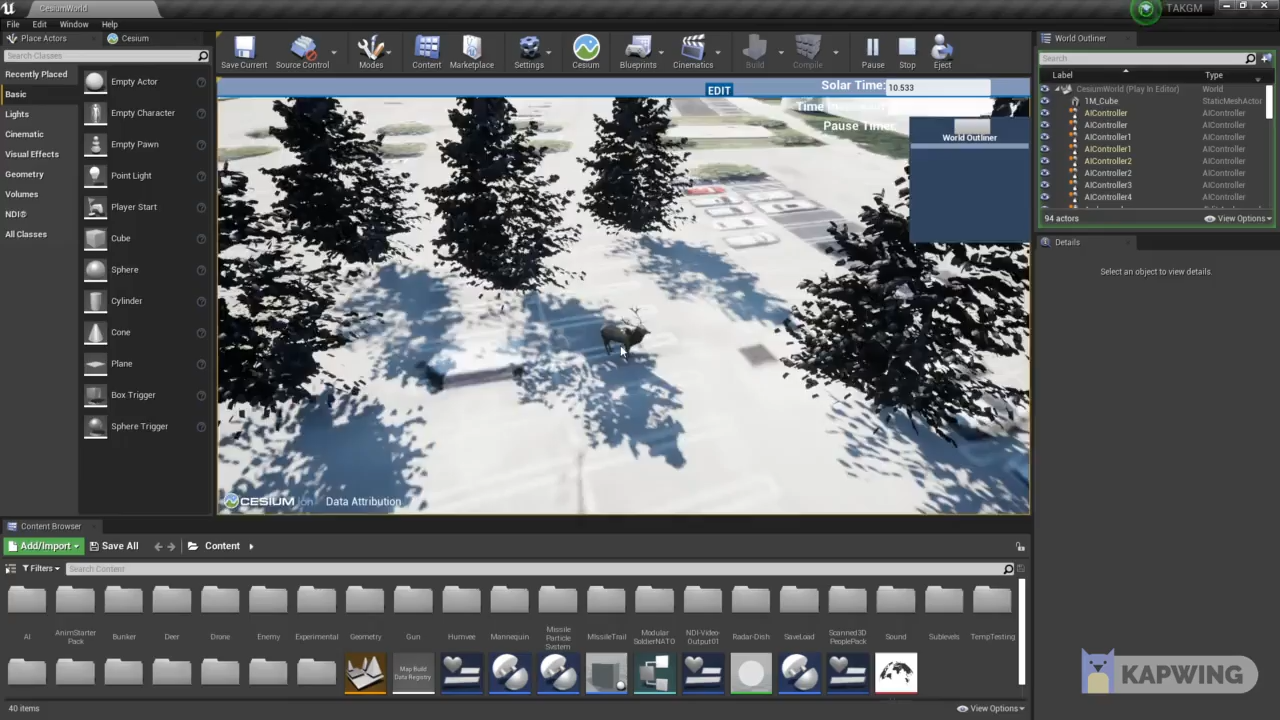 CesiumWorld
TAKGM
File Edit Window Help
Place Actors
Cesium
Search Classes
Recently Placed
Basic
Lights
Cinematic
Visual Effects
Geometry
Volumes
NDI®
All Classes
Empty Actor
Empty Character
Empty Pawn
Point Light
Player Start
Cube
Sphere
Cylinder
Cone
Plane
Box Trigger
Sphere Trigger
Save Current
Source Control
Modes
Content
Marketplace
Settings
Cesium
Blueprints
Cinematics
Build
Compile
Pause
Stop
Eject
EDIT
Solar Time:
10.533
Pause Timer
World Outliner
CESIUM ion
Data Attribution
World Outliner
Search
Label Type
CesiumWorld (Play In Editor) World
1M_Cube StaticMeshActor
AIController AIController
AIController AIController
AIController1 AIController
AIController1 AIController
AIController2 AIController
AIController2 AIController
AIController3 AIController
AIController4 AIController
94 actors
View Options
Details
Select an object to view details.
Content Browser
Add/Import
Save All
Content
Filters
Search Content
AI
AnimStarter
Pack
Bunker
Deer
Drone
Enemy
Experimental
Geometry
Gun
Humvee
Mannequin
Missile
Particle
System
MissileTrail
Modular
SoldierNATO
NDI-Video-
Output01
Radar-Dish
SaveLoad
Scanned3D
PeoplePack
Sound
Sublevels
TempTesting
Map Build
Data Registry
40 items
View Options
KAPWING